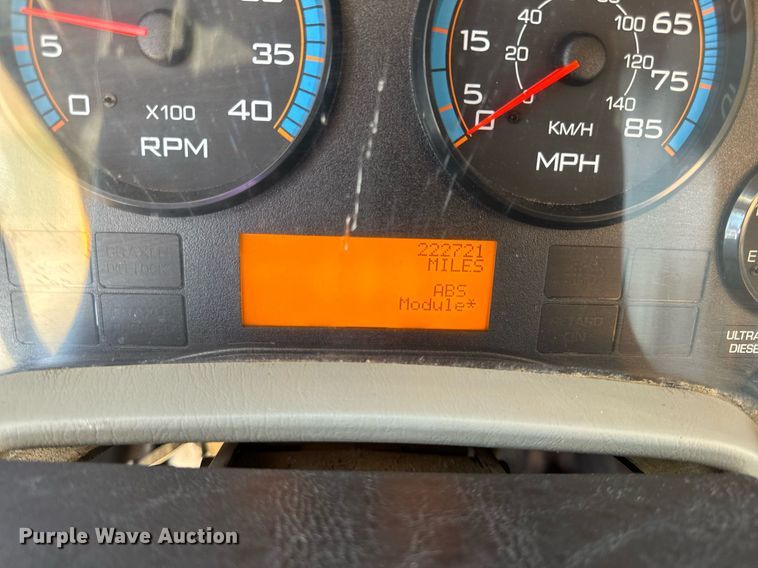 5
35
0
40
X100
RPM
40
100
65
15
20
120
75
5
0
140
0
85
KM/H
MPH
222721
MILES
ABS
Module*
E
ULTRA
DIESE
Purple Wave Auction